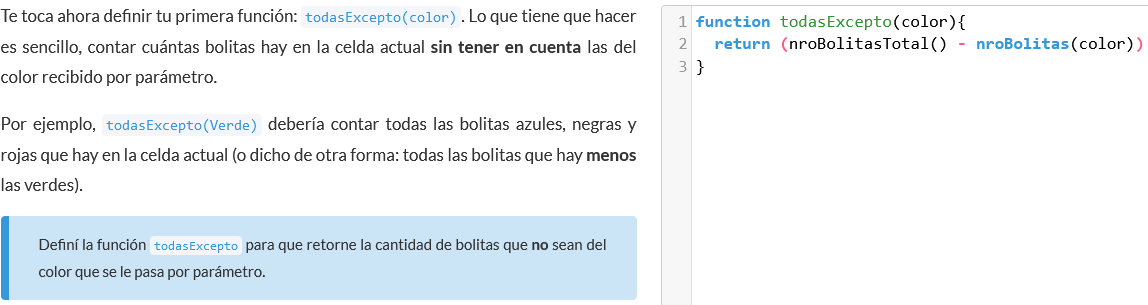 Te toca ahora definir tu primera función: todasExcepto(color). Lo que tiene que hacer
es sencillo, contar cuántas bolitas hay en la celda actual sin tener en cuenta las del
color recibido por parámetro.
Por ejemplo, todasExcepto(Verde) debería contar todas las bolitas azules, negras y
rojas que hay en la celda actual (o dicho de otra forma: todas las bolitas que hay menos
las verdes).
Definí la función todasExcepto para que retorne la cantidad de bolitas que no sean del
color que se le pasa por parámetro.
1 function todasExcepto(color){
2 return (nroBolitasTotal() - nroBolitas(color))
3 }